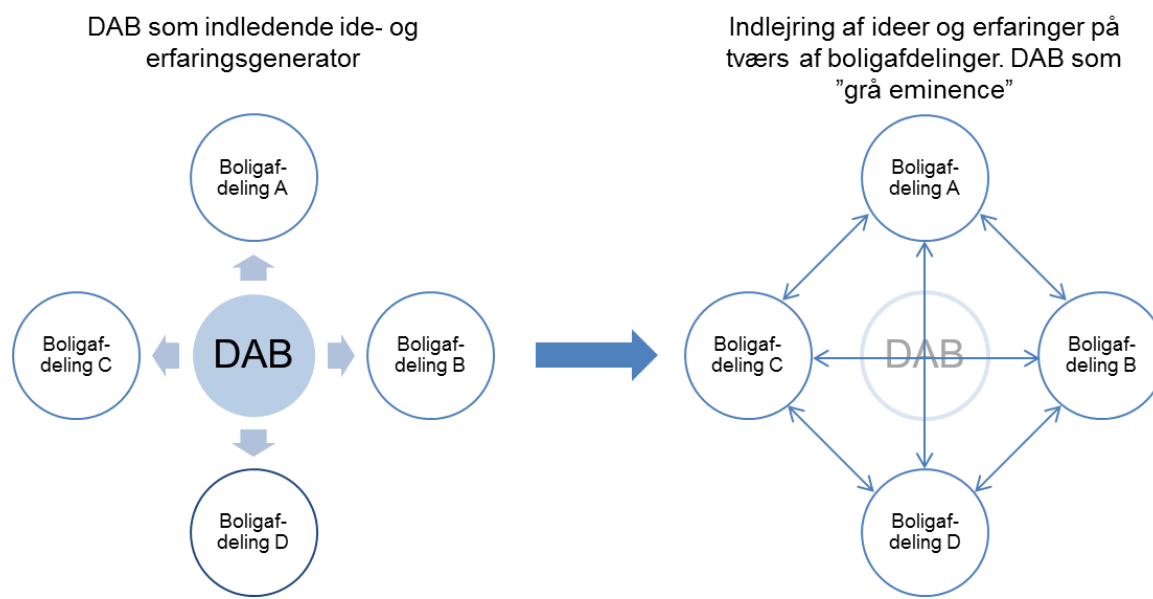 DAB som indledende ide- og
erfaringsgenerator
Boligaf-
deling A
Boligaf-
deling C
DAB
Boligaf-
deling B
Boligaf-
deling D
Indlejring af ideer og erfaringer på
tværs af boligafdelinger. DAB som
”grå eminence”
Boligaf-
deling A
Boligaf-
deling C
DAB
Boligaf-
deling B
Boligaf-
deling D